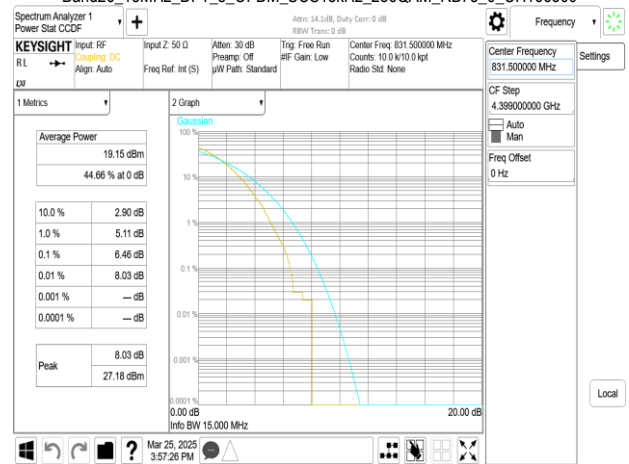 Spectrum Analyzer 1
Power Stat CCDF
Attn: 14.1dB, Duty Corr: 0 dB
RBW Trans: 0 dB
Frequency
KEYSIGHT
RL
LXI
Input: RF
Coupling: DC
Align: Auto
Input Z: 50 Ω
Freq Ref: Int (S)
Atten: 30 dB
Preamp: Off
µW Path: Standard
Trig: Free Run
#IF Gain: Low
Center Freq: 831.500000 MHz
Counts: 10.0 k/10.0 kpt
Radio Std: None
Center Frequency
831.500000 MHz
Settings
CF Step
4.399000000 GHz
Auto
Man
Freq Offset
0 Hz
1 Metrics
2 Graph
Average Power
19.15 dBm
44.66 % at 0 dB
10.0 % 2.90 dB
1.0 % 5.11 dB
0.1 % 6.46 dB
0.01 % 8.03 dB
0.001 % --- dB
0.0001 % --- dB
Peak
8.03 dB
27.18 dBm
Gaussian
100 %
10 %
1 %
0.1 %
0.01 %
0.001 %
0.0001 %
0.00 dB
20.00 dB
Info BW 15.000 MHz
Local
?
Mar 25, 2025
3:57:26 PM